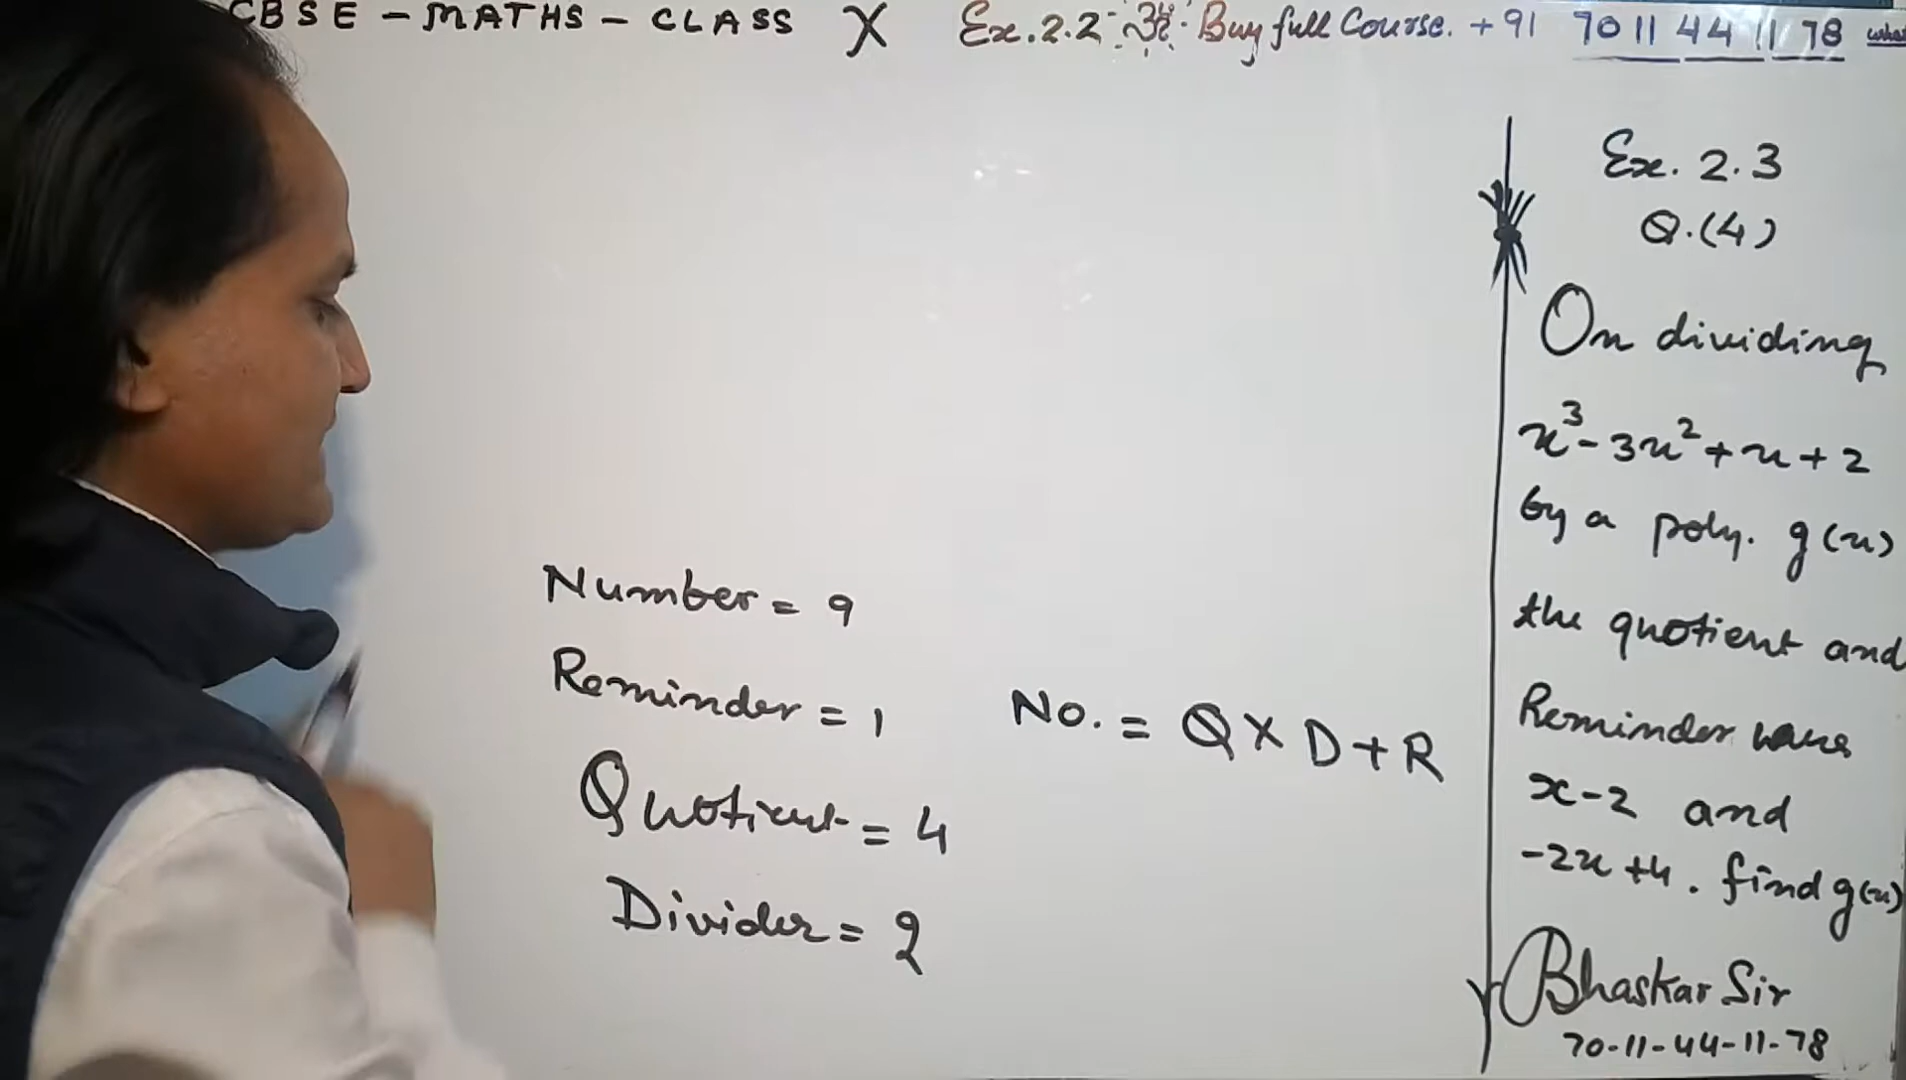 CBSE - MATHS - CLASS X Ex. 2.2 Buy full Course. +91 70 11 44 11 78
Number = 9
Reminder = 1
Quotient = 4
Divider = 2
No. = Q X D + R
Ex. 2.3
Q.(4)
On dividing
x³ - 3x² + x + 2
by a poly. g(x)
the quotient and
Reminder were
x-2 and
-2x +4. find g(x)
Bhaskar Sir
70-11-44-11-78